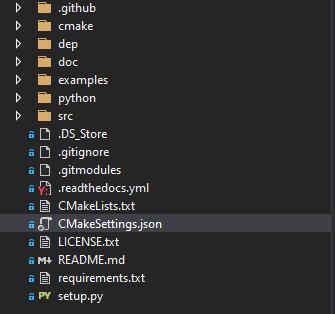 .github
cmake
dep
doc
examples
python
src
.DS_Store
.gitignore
.gitmodules
.readthedocs.yml
CMakeLists.txt
CMakeSettings.json
LICENSE.txt
README.md
requirements.txt
setup.py